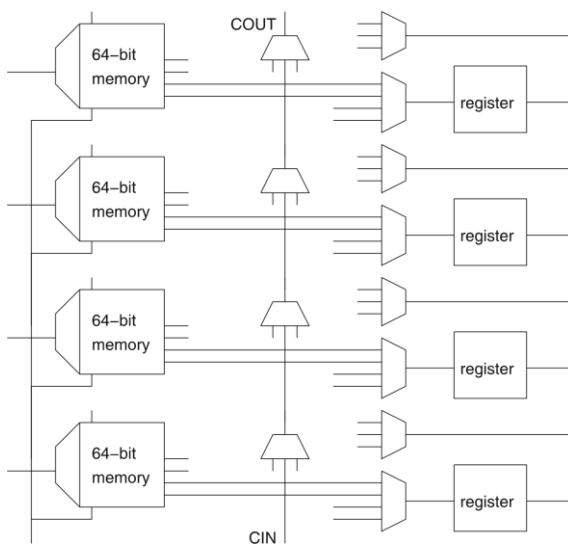 COUT
64–bit
memory
register
64–bit
memory
register
64–bit
memory
register
64–bit
memory
register
CIN